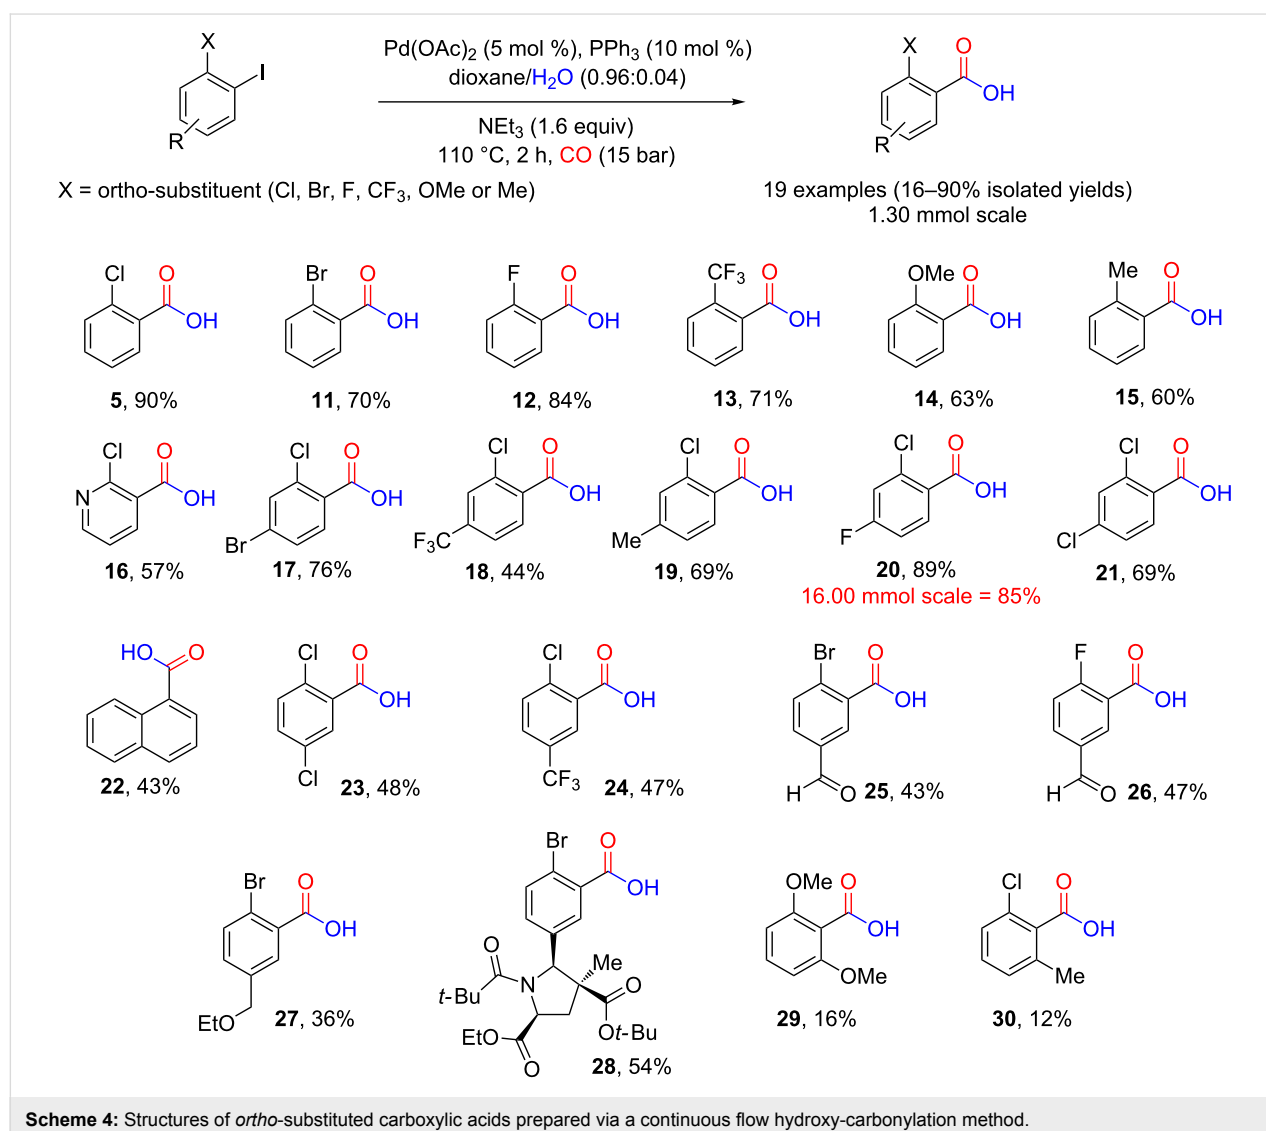 X
I
R
Pd(OAc)2 (5 mol %), PPh3 (10 mol %)
dioxane/H2O (0.96:0.04)
NEt3 (1.6 equiv)
110 °C, 2 h, CO (15 bar)
X
O
OH
R
X = ortho-substituent (Cl, Br, F, CF3, OMe or Me)
19 examples (16–90% isolated yields)
1.30 mmol scale
Cl O OH
5, 90%
Br O OH
11, 70%
F O OH
12, 84%
CF3 O OH
13, 71%
OMe O OH
14, 63%
Me O OH
15, 60%
Cl O N OH
16, 57%
Cl O OH Br
17, 76%
Cl O OH F3C
18, 44%
Cl O OH Me
19, 69%
Cl O OH F
20, 89%
16.00 mmol scale = 85%
Cl O OH Cl
21, 69%
HO O
22, 43%
Cl O OH Cl
23, 48%
Cl O OH CF3
24, 47%
Br O OH H O
25, 43%
F O OH H O
26, 47%
Br O OH EtO
27, 36%
Br O OH O Me t-Bu N O Ot-Bu EtO O
28, 54%
OMe O OH OMe
29, 16%
Cl O OH Me
30, 12%
Scheme 4: Structures of ortho-substituted carboxylic acids prepared via a continuous flow hydroxy-carbonylation method.